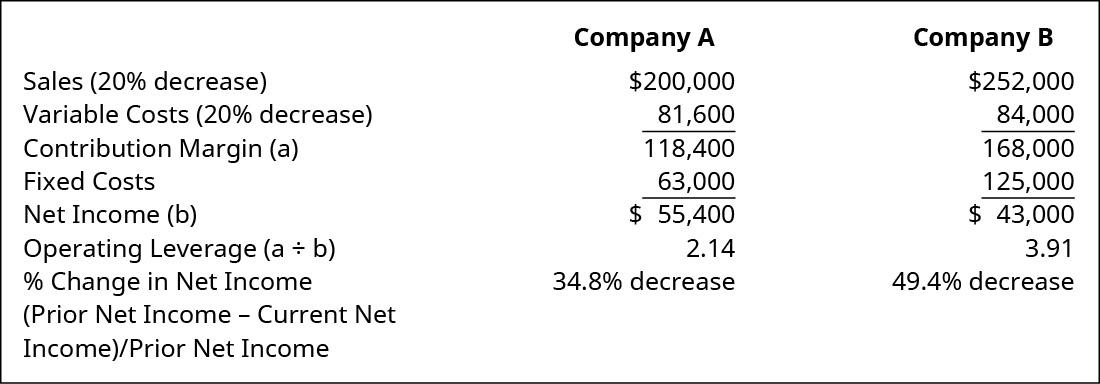 Company A Company B
Sales (20% decrease) $200,000 $252,000
Variable Costs (20% decrease) 81,600 84,000
Contribution Margin (a) 118,400 168,000
Fixed Costs 63,000 125,000
Net Income (b) $ 55,400 $ 43,000
Operating Leverage (a ÷ b) 2.14 3.91
% Change in Net Income 34.8% decrease 49.4% decrease
(Prior Net Income – Current Net
Income)/Prior Net Income